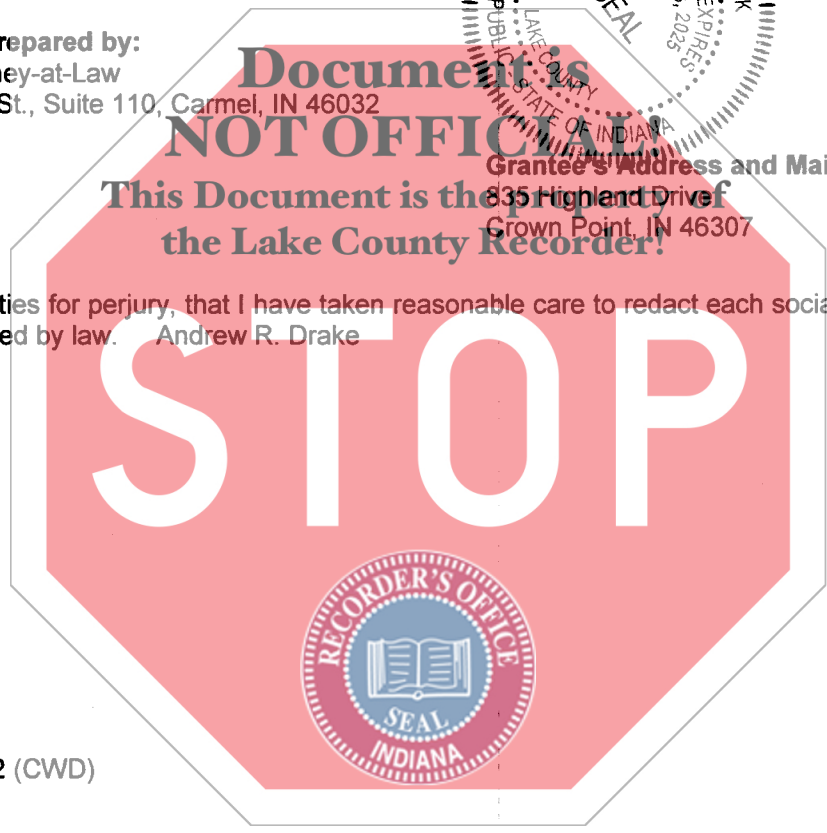 repared by:
ey-at-Law
St., Suite 110, Carmel, IN 46032
PUBLIC - STATE OF INDIANA
LAKE COUNTY
SEAL
EXPIRES
, 2025
Document is
NOT OFFICIAL!
This Document is the property of
the Lake County Recorder!
Grantee's Address and Mai
835 Highland Drive
Crown Point, IN 46307
ties for perjury, that I have taken reasonable care to redact each socia
ed by law. Andrew R. Drake
STOP
RECORDER'S OFFICE
SEAL
INDIANA
2 (CWD)